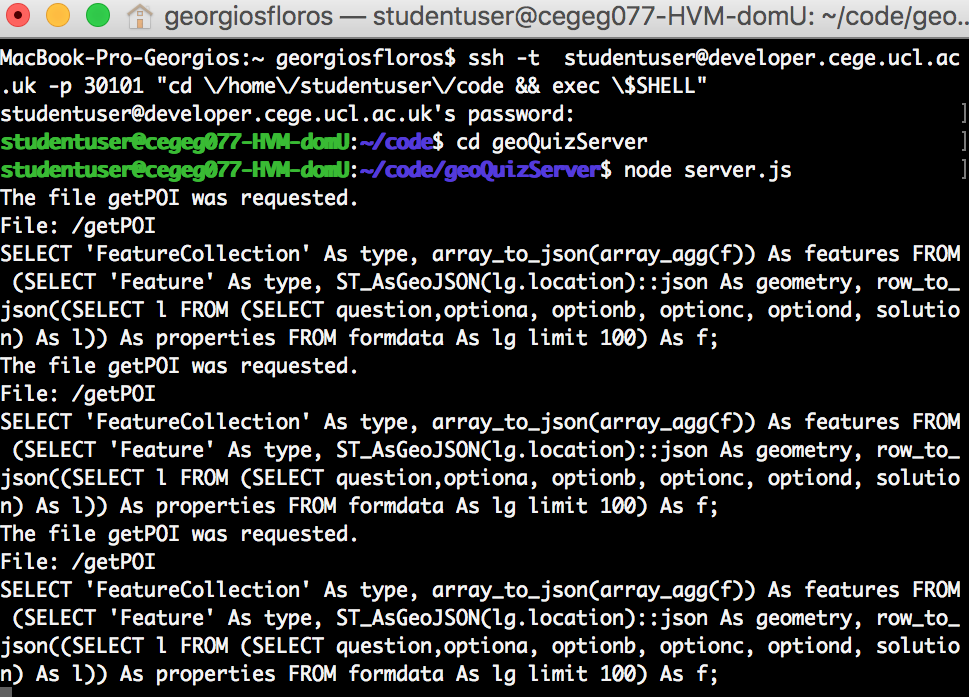 georgiosfloros — studentuser@cegeg077-HVM-domU: ~/code/geo...
MacBook-Pro-Georgios:~ georgiosfloros$ ssh -t  studentuser@developer.cege.ucl.ac
.uk -p 30101 "cd \/home\/studentuser\/code && exec \$SHELL"
studentuser@developer.cege.ucl.ac.uk's password:
studentuser@cegeg077-HVM-domU:~/code$ cd geoQuizServer
studentuser@cegeg077-HVM-domU:~/code/geoQuizServer$ node server.js
The file getPOI was requested.
File: /getPOI
SELECT 'FeatureCollection' As type, array_to_json(array_agg(f)) As features FROM
 (SELECT 'Feature' As type, ST_AsGeoJSON(lg.location)::json As geometry, row_to_
json((SELECT l FROM (SELECT question,optiona, optionb, optionc, optiond, solutio
n) As l)) As properties FROM formdata As lg limit 100) As f;
The file getPOI was requested.
File: /getPOI
SELECT 'FeatureCollection' As type, array_to_json(array_agg(f)) As features FROM
 (SELECT 'Feature' As type, ST_AsGeoJSON(lg.location)::json As geometry, row_to_
json((SELECT l FROM (SELECT question,optiona, optionb, optionc, optiond, solutio
n) As l)) As properties FROM formdata As lg limit 100) As f;
The file getPOI was requested.
File: /getPOI
SELECT 'FeatureCollection' As type, array_to_json(array_agg(f)) As features FROM
 (SELECT 'Feature' As type, ST_AsGeoJSON(lg.location)::json As geometry, row_to_
json((SELECT l FROM (SELECT question,optiona, optionb, optionc, optiond, solutio
n) As l)) As properties FROM formdata As lg limit 100) As f;